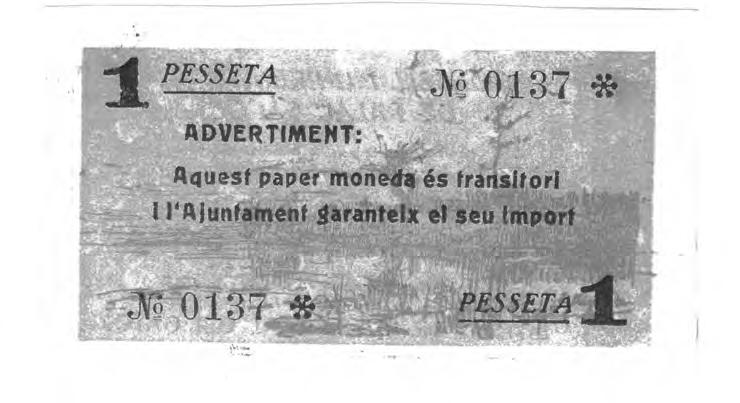 1 PESSETA Nº 0137 *
ADVERTIMENT:
Aquest paper moneda és transitori
i l'Ajuntament garanteix el seu import
Nº 0137 * PESSETA 1